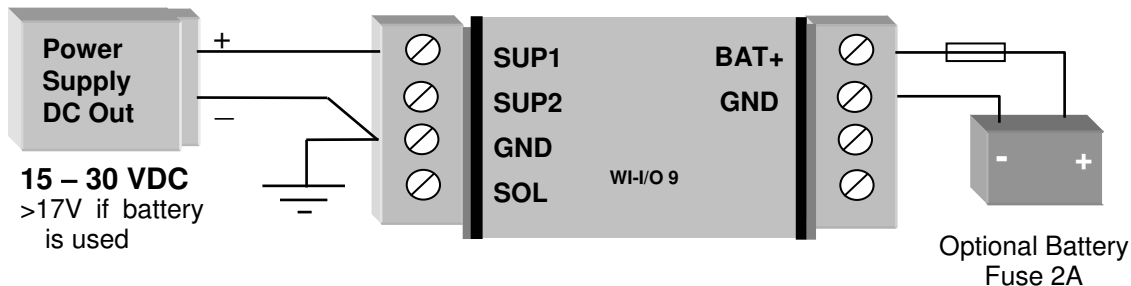 Power
Supply
DC Out
+
–
15 – 30 VDC
>17V if battery
is used
SUP1
SUP2
GND
SOL
WI-I/O 9
BAT+
GND
- +
Optional Battery
Fuse 2A